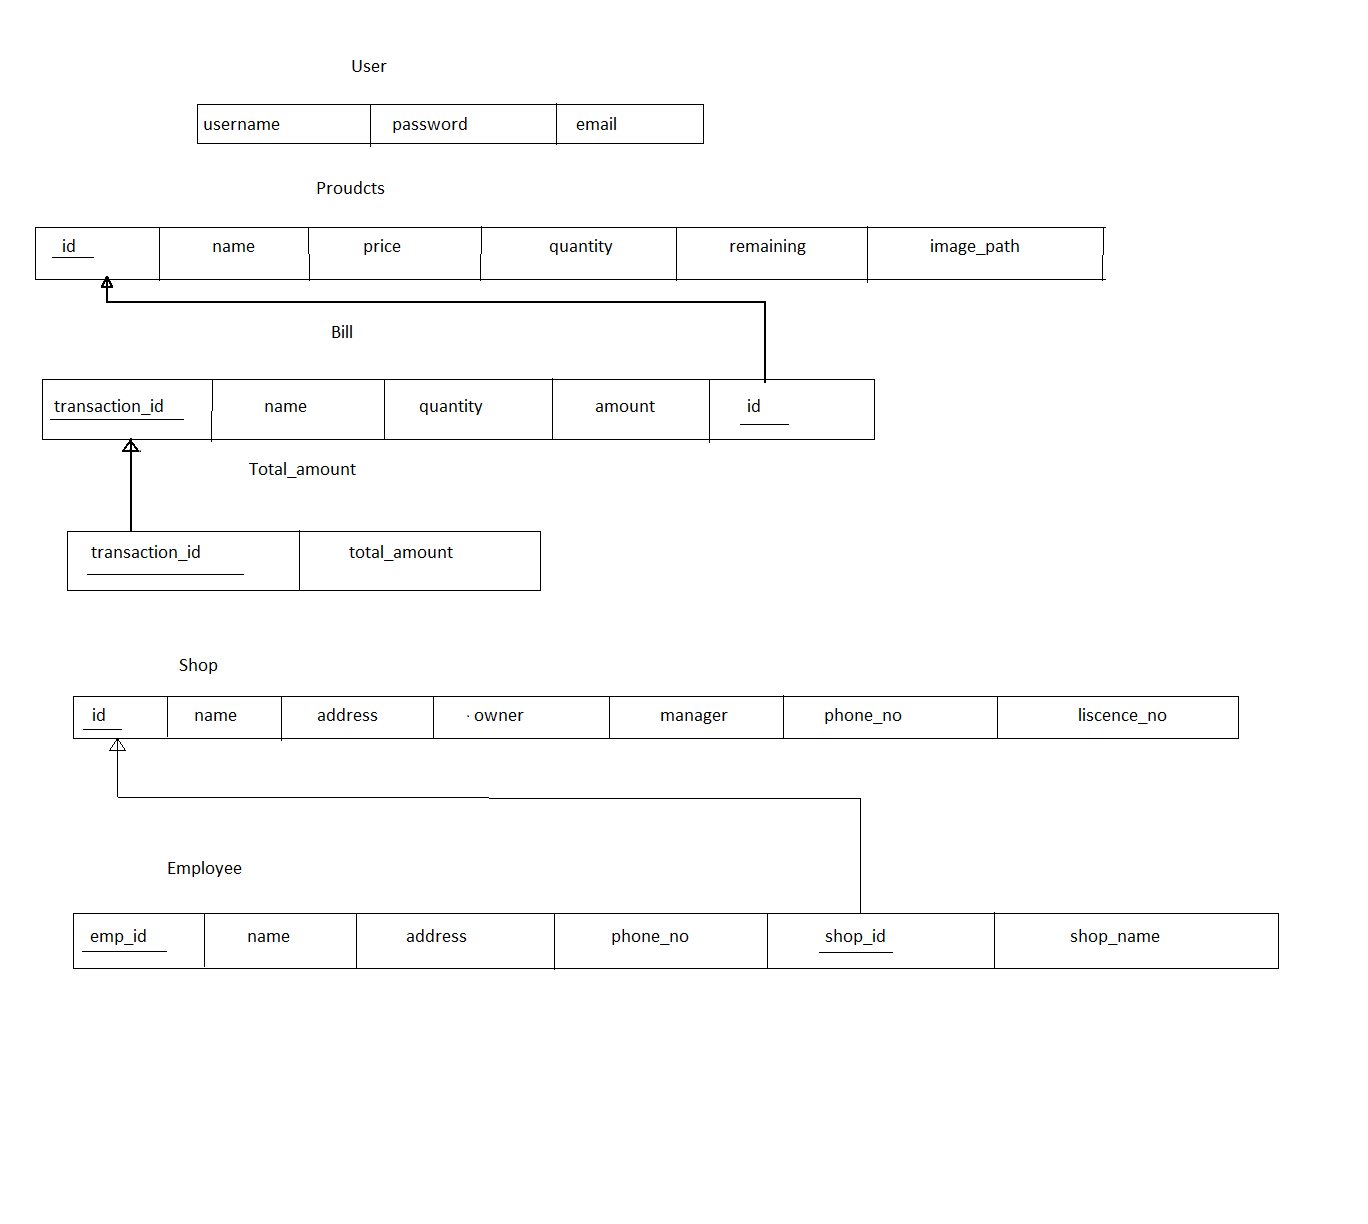 User
username password email
Proudcts
id name price quantity remaining image_path
Bill
transaction_id name quantity amount id
Total_amount
transaction_id total_amount
Shop
id name address owner manager phone_no liscence_no
Employee
emp_id name address phone_no shop_id shop_name